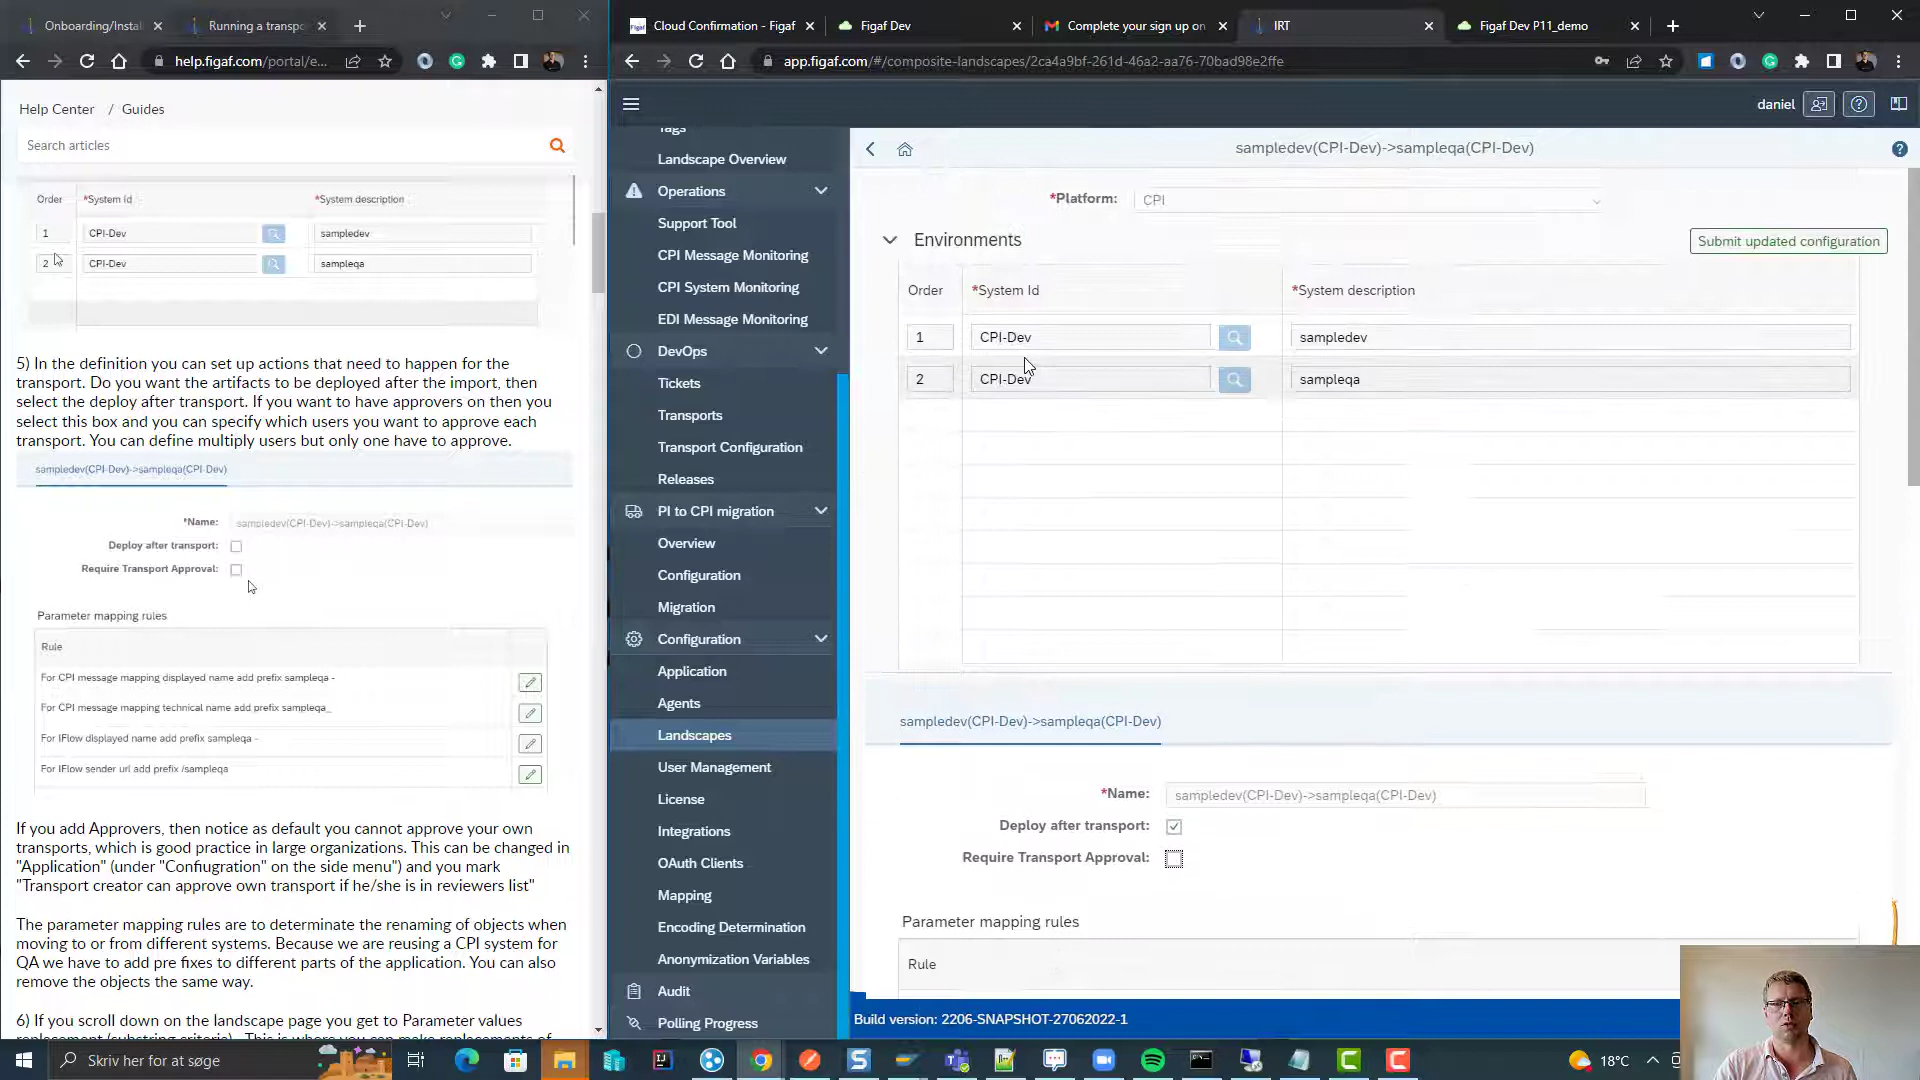 Onboarding/Insta
Running a transpo
help.figaf.com/portal/e...
Help Center / Guides
Search articles
Order *System Id *System description
1 CPI-Dev sampledev
2 CPI-Dev sampleqa
5) In the definition you can set up actions that need to happen for the
transport. Do you want the artifacts to be deployed after the import, then
select the deploy after transport. If you want to have approvers on then you
select this box and you can specify which users you want to approve each
transport. You can define multiply users but only one have to approve.
sampledev(CPI-Dev)->sampleqa(CPI-Dev)
*Name: sampledev(CPI-Dev)->sampleqa(CPI-Dev)
Deploy after transport:
Require Transport Approval:
Parameter mapping rules
Rule
For CPI message mapping displayed name add prefix sampleqa -
For CPI message mapping technical name add prefix sampleqa_
For IFlow displayed name add prefix sampleqa -
For IFlow sender url add prefix /sampleqa
If you add Approvers, then notice as default you cannot approve your own
transports, which is good practice in large organizations. This can be changed in
"Application" (under "Confiugration" on the side menu") and you mark
"Transport creator can approve own transport if he/she is in reviewers list"
The parameter mapping rules are to determinate the renaming of objects when
moving to or from different systems. Because we are reusing a CPI system for
QA we have to add pre fixes to different parts of the application. You can also
remove the objects the same way.
6) If you scroll down on the landscape page you get to Parameter values
Cloud Confirmation - Figaf
Figaf Dev
Complete your sign up on
IRT
Figaf Dev P11_demo
app.figaf.com/#/composite-landscapes/2ca4a9bf-261d-46a2-aa76-70bad98e2ffe
daniel
Tags
Landscape Overview
Operations
Support Tool
CPI Message Monitoring
CPI System Monitoring
EDI Message Monitoring
DevOps
Tickets
Transports
Transport Configuration
Releases
PI to CPI migration
Overview
Configuration
Migration
Configuration
Application
Agents
Landscapes
User Management
License
Integrations
OAuth Clients
Mapping
Encoding Determination
Anonymization Variables
Audit
Polling Progress
sampledev(CPI-Dev)->sampleqa(CPI-Dev)
*Platform: CPI
Environments
Submit updated configuration
Order *System Id *System description
1 CPI-Dev sampledev
2 CPI-Dev sampleqa
sampledev(CPI-Dev)->sampleqa(CPI-Dev)
*Name: sampledev(CPI-Dev)->sampleqa(CPI-Dev)
Deploy after transport:
Require Transport Approval:
Parameter mapping rules
Rule
Build version: 2206-SNAPSHOT-27062022-1
Skriv her for at søge
18°C